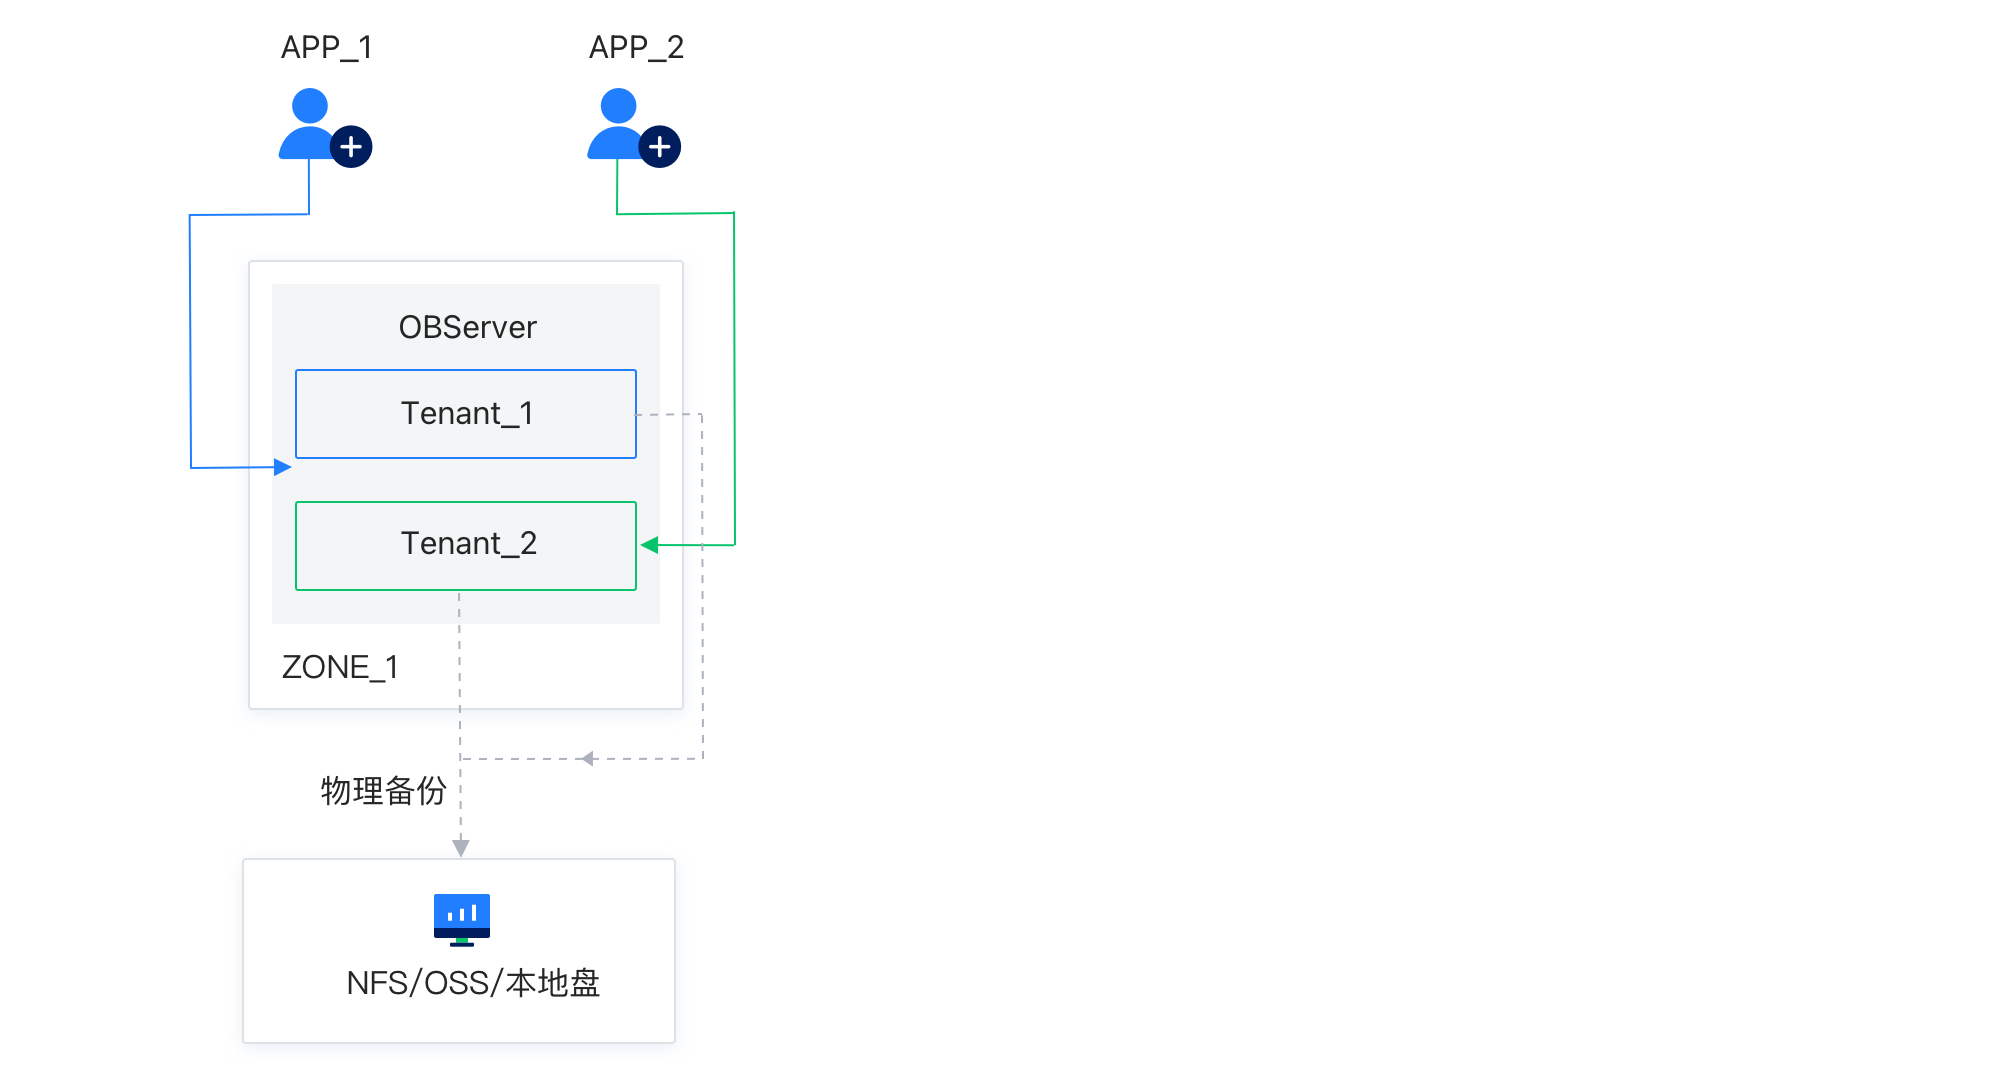 APP_1
APP_2
OBServer
Tenant_1
Tenant_2
ZONE_1
物理备份
NFS/OSS/本地盘